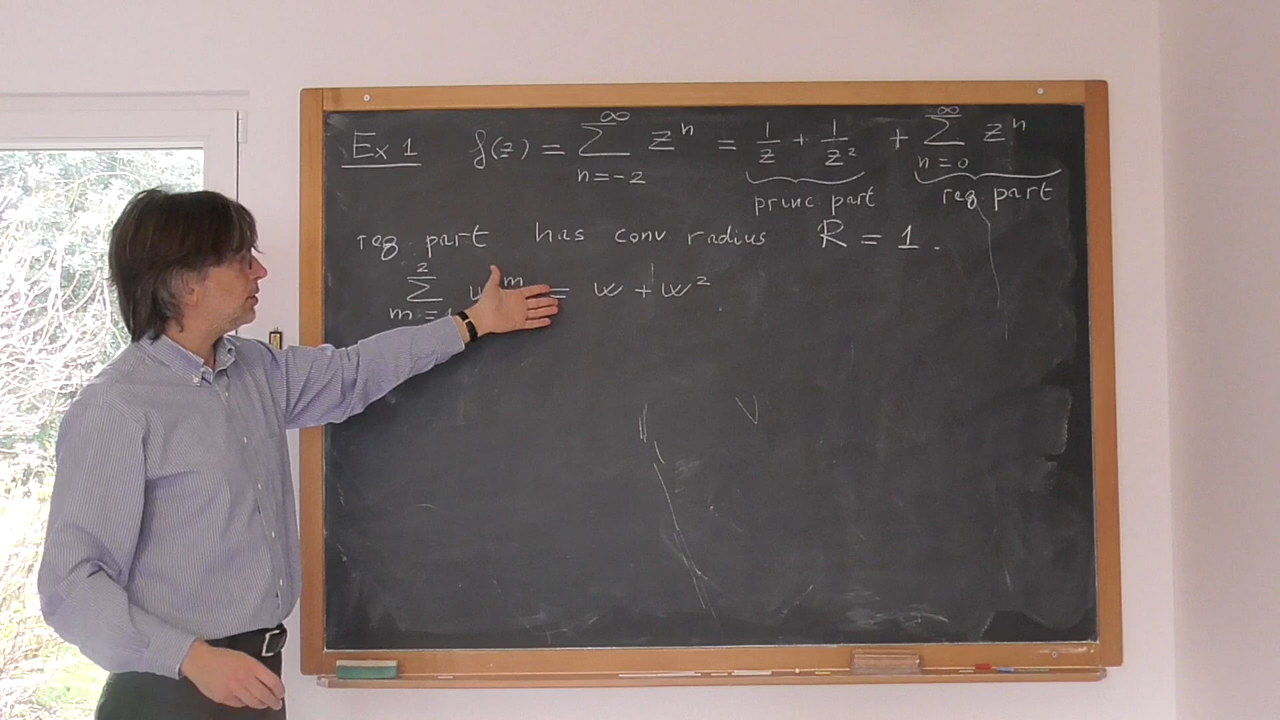 Ex 1 f(z) = ∑_{n=-2}^{∞} z^n = 1/z + 1/z² + ∑_{n=0}^{∞} z^n
princ. part reg. part
reg. part has conv. radius R = 1.
∑_{m=1}^{2} w^m = w + w²